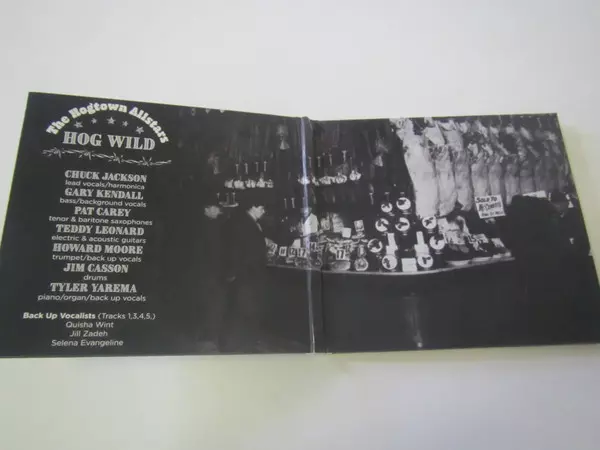 The Hogtown Allstars
HOG WILD
CHUCK JACKSON
lead vocals/harmonica
GARY KENDALL
bass/background vocals
PAT CAREY
tenor & baritone saxophones
TEDDY LEONARD
electric & acoustic guitars
HOWARD MOORE
trumpet/back up vocals
JIM CASSON
drums
TYLER YAREMA
piano/organ/back up vocals
Back Up Vocalists (Tracks 1,3,4,5,)
Quisha Wint
Jill Zadeh
Selena Evangeline
SOLD TO